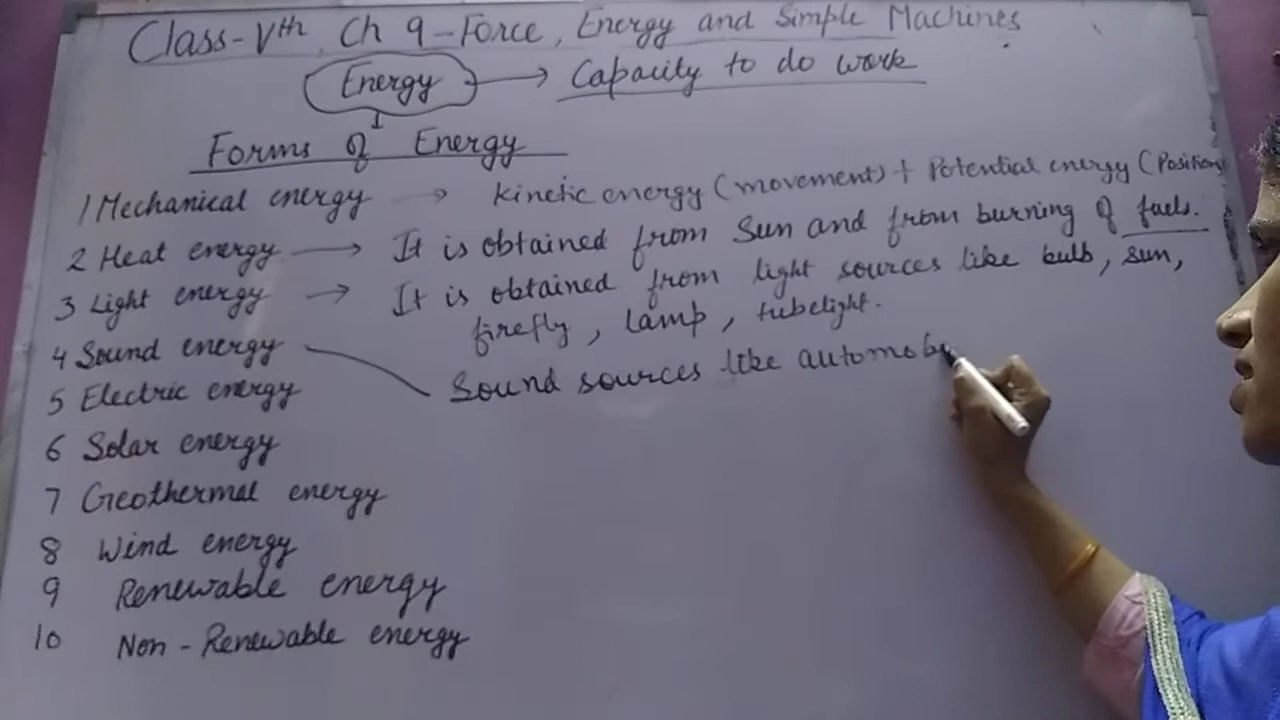 Class-Vth, Ch 9-Force, Energy and Simple Machines
Energy → Capacity to do work
Forms of Energy
1 Mechanical energy → Kinetic energy (movement) + Potential energy (Position)
2 Heat energy → It is obtained from Sun and from burning of fuels.
3 Light energy → It is obtained from light sources like bulb, sun,
firefly, lamp, tubelight.
4 Sound energy Sound sources like automob
5 Electric energy
6 Solar energy
7 Geothermal energy
8 Wind energy
9 Renewable energy
10 Non-Renewable energy